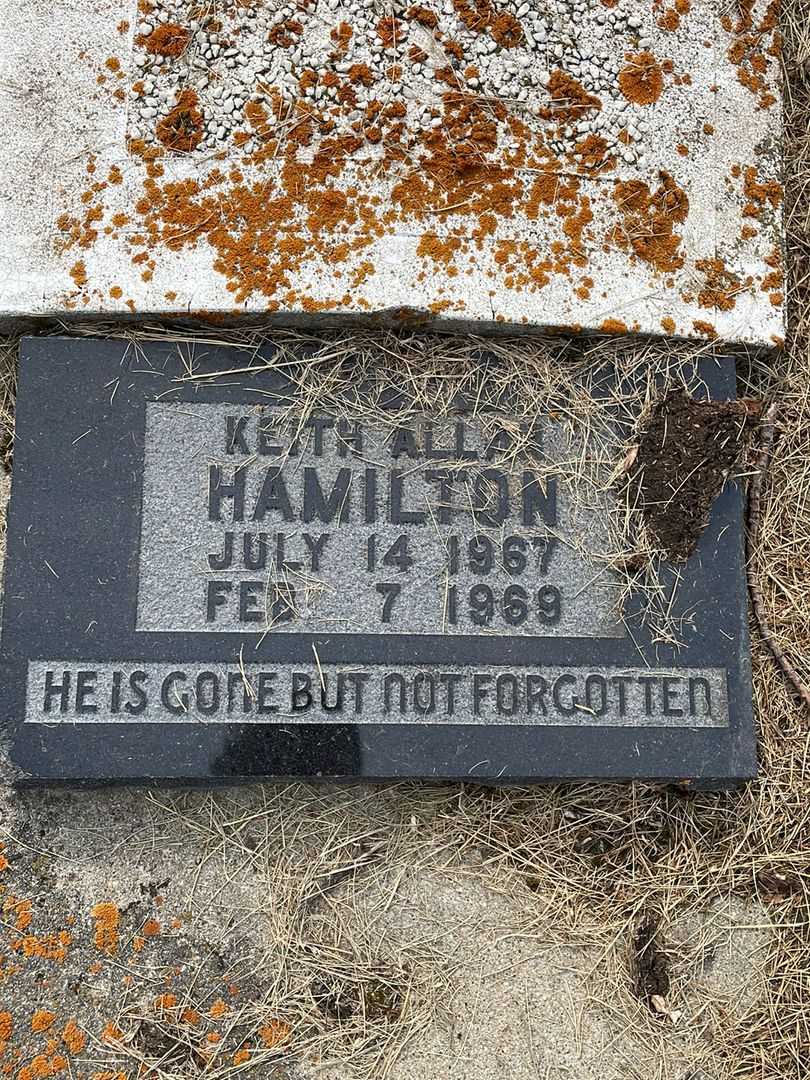 KEITH ALLAN
HAMILTON
JULY 14 1967
FEB 7 1969
HE IS GONE BUT NOT FORGOTTEN